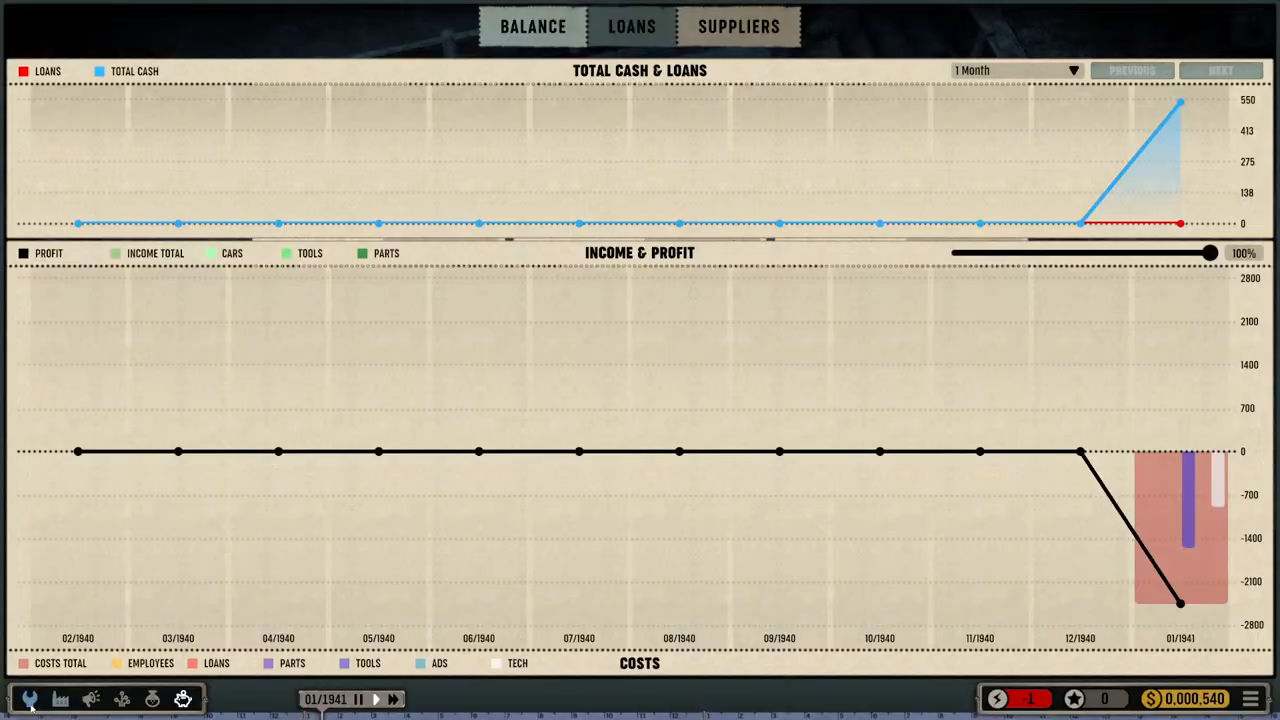 BALANCE LOANS SUPPLIERS
LOANS TOTAL CASH TOTAL CASH & LOANS 1 Month PREVIOUS NEXT
550
413
275
138
0
PROFIT INCOME TOTAL CARS TOOLS PARTS INCOME & PROFIT 100%
2800
2100
1400
700
0
-700
-1400
-2100
-2800
02/1940 03/1940 04/1940 05/1940 06/1940 07/1940 08/1940 09/1940 10/1940 11/1940 12/1940 01/1941
COSTS TOTAL EMPLOYEES LOANS PARTS TOOLS ADS TECH COSTS
01/1941 -1 0 0,000,540